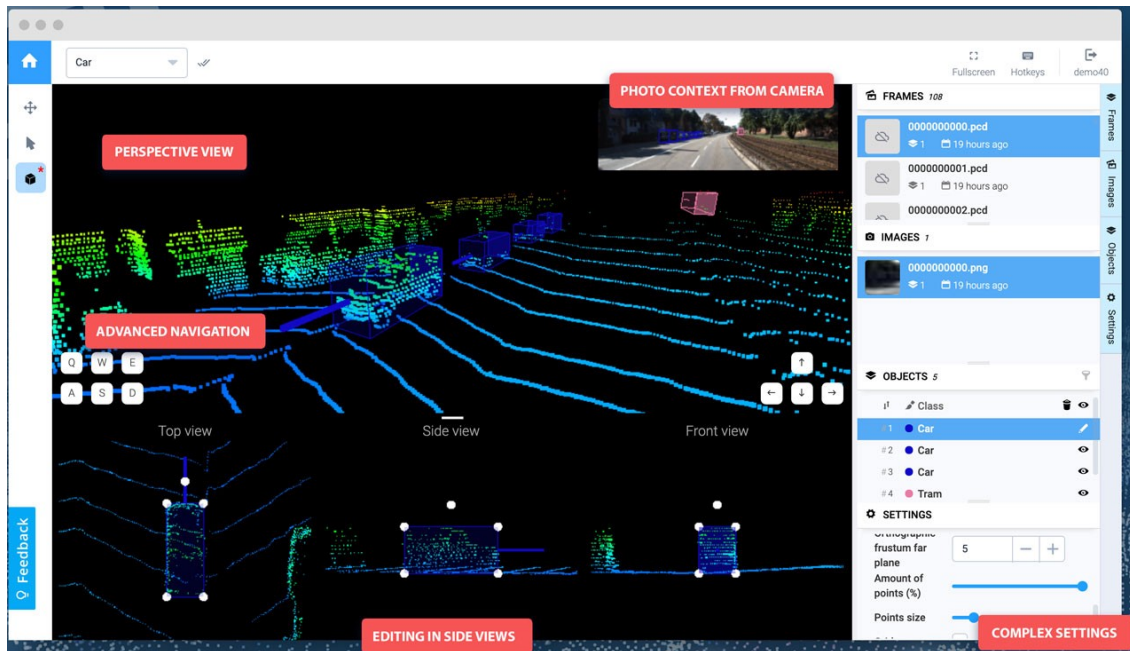 Car
Fullscreen
Hotkeys
demo40
PERSPECTIVE VIEW
PHOTO CONTEXT FROM CAMERA
ADVANCED NAVIGATION
Q W E
A S D
↑
← ↓ →
Top view
Side view
Front view
EDITING IN SIDE VIEWS
Feedback
FRAMES 108
0000000000.pcd
1 19 hours ago
0000000001.pcd
1 19 hours ago
0000000002.pcd
IMAGES 1
0000000000.png
1 19 hours ago
OBJECTS 5
Class
#1 Car
#2 Car
#3 Car
#4 Tram
SETTINGS
Orthographic
frustum far
plane
5 − +
Amount of
points (%)
Points size
COMPLEX SETTINGS
Frames
Images
Objects
Settings